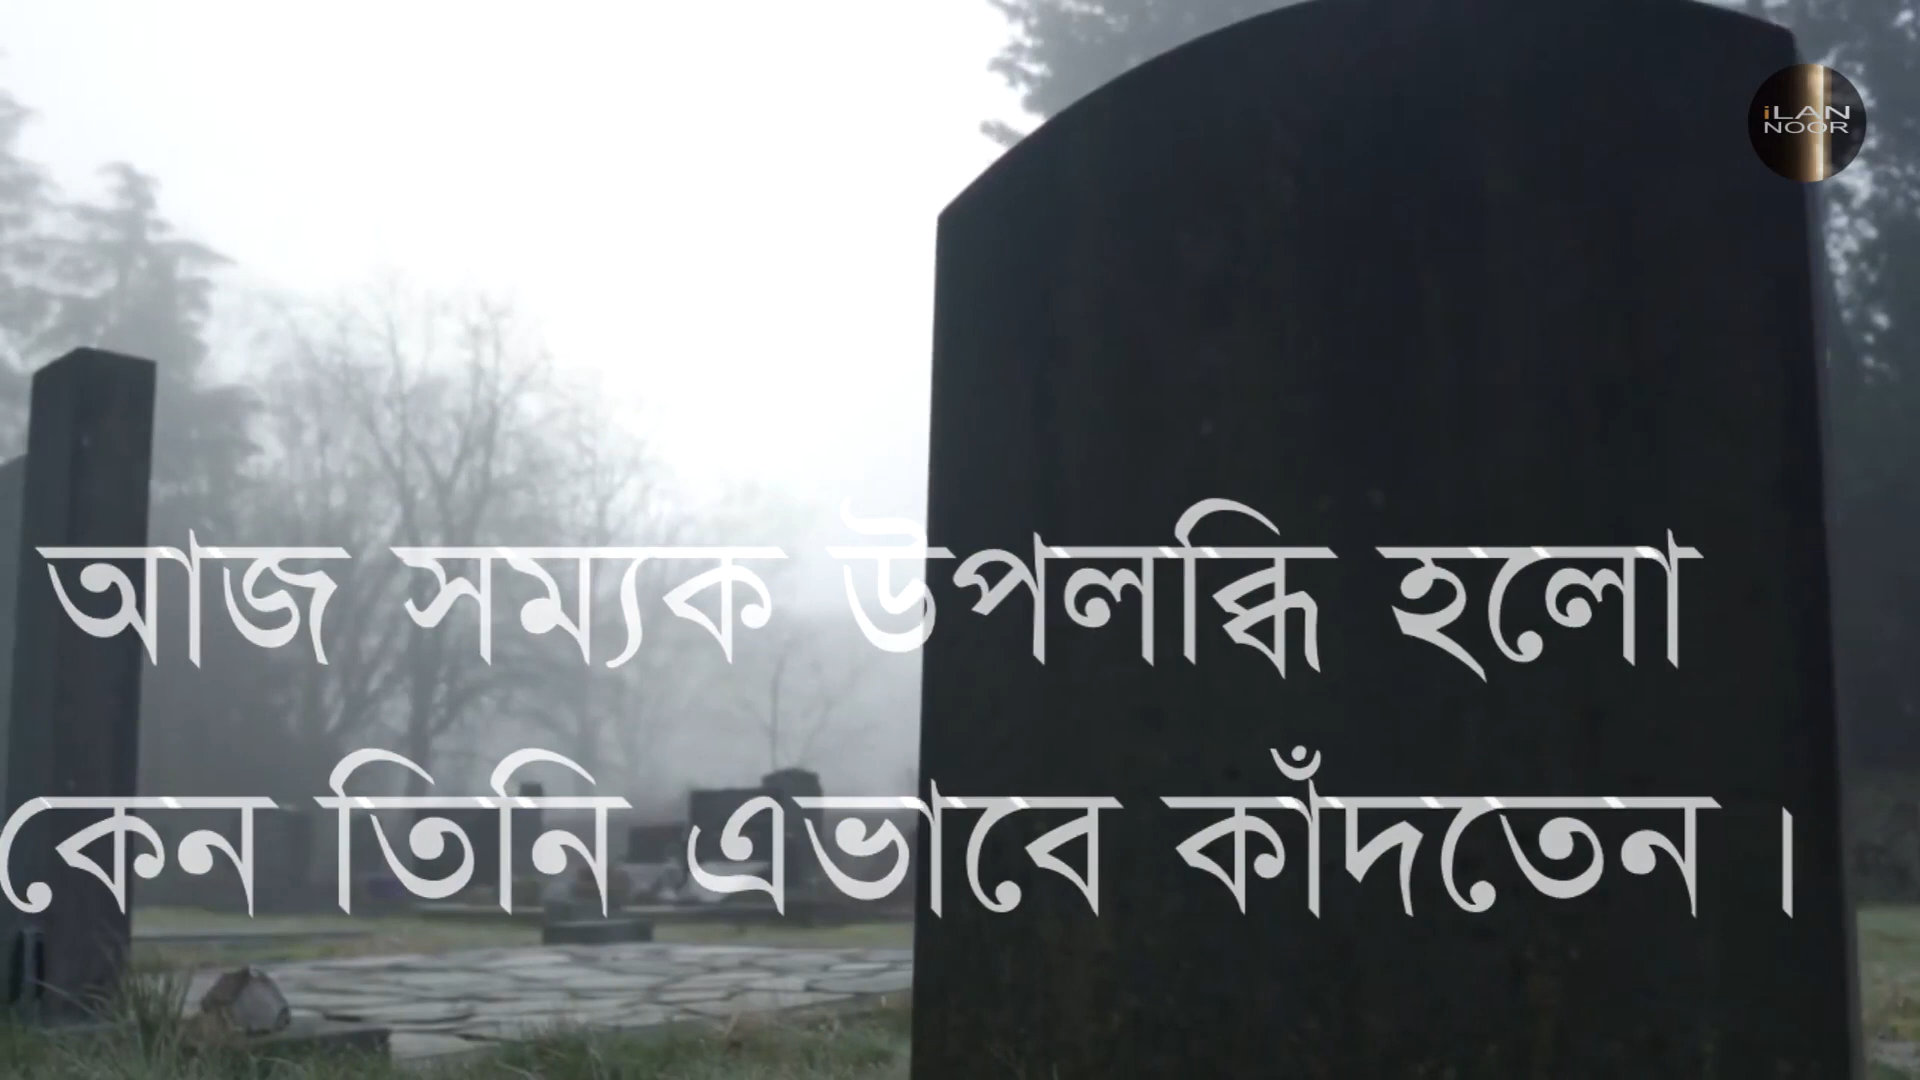 iLAN
NOOR
আজ সম্যক উপলব্ধি হলো
কেন তিনি এভাবে কাঁদতেন।